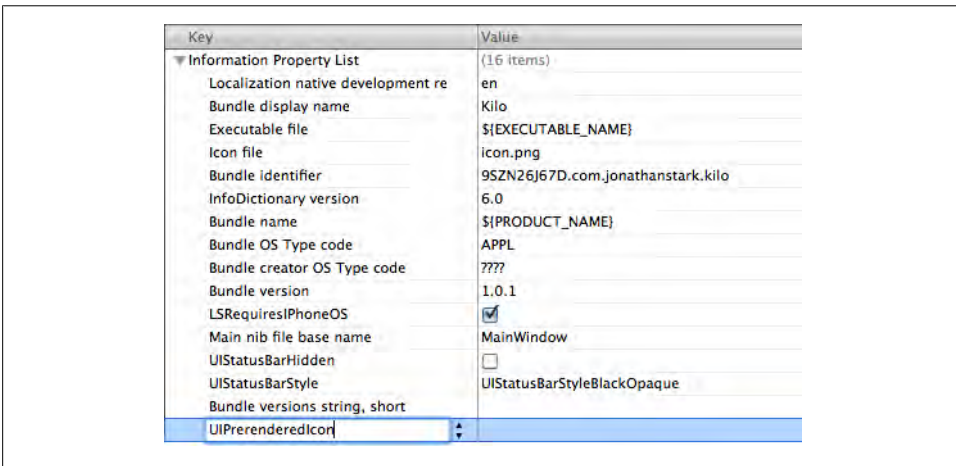 Key Value
Information Property List (16 items)
Localization native development re en
Bundle display name Kilo
Executable file ${EXECUTABLE_NAME}
Icon file icon.png
Bundle identifier 9SZN26J67D.com.jonathanstark.kilo
InfoDictionary version 6.0
Bundle name ${PRODUCT_NAME}
Bundle OS Type code APPL
Bundle creator OS Type code ????
Bundle version 1.0.1
LSRequiresIPhoneOS
Main nib file base name MainWindow
UIStatusBarHidden
UIStatusBarStyle UIStatusBarStyleBlackOpaque
Bundle versions string, short
UIPrerenderedIcon